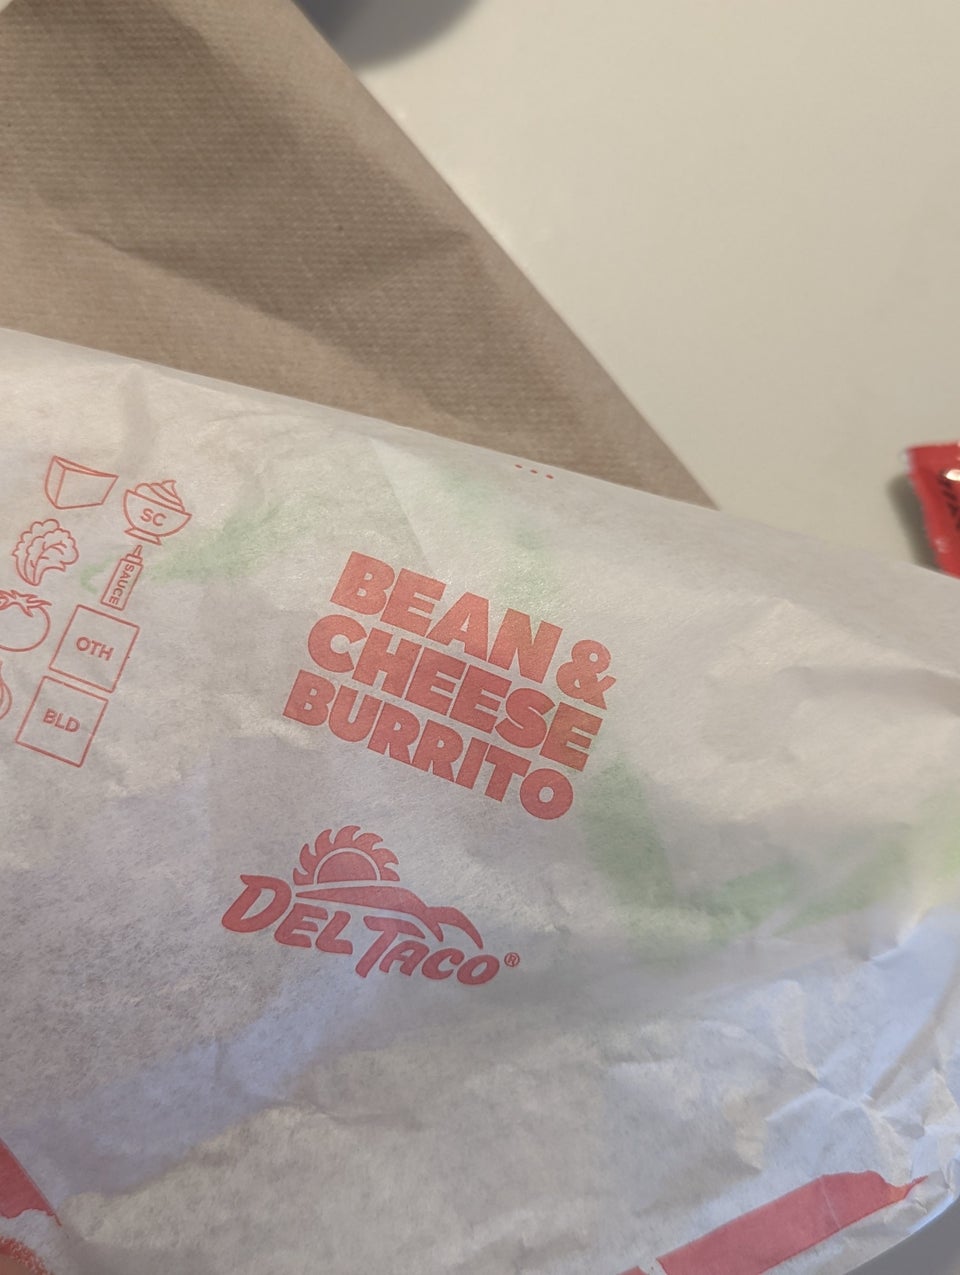 SC
SAUCE
OTH
BLD
BEAN &
CHEESE
BURRITO
DEL TACO®